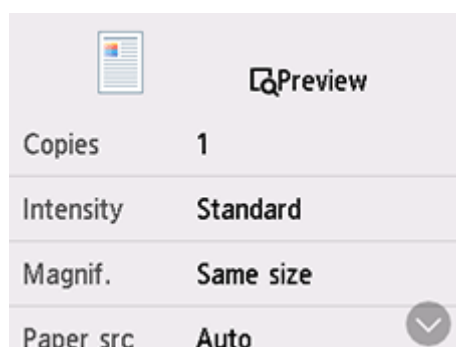 Preview
Copies 1
Intensity Standard
Magnif. Same size
Paper src Auto